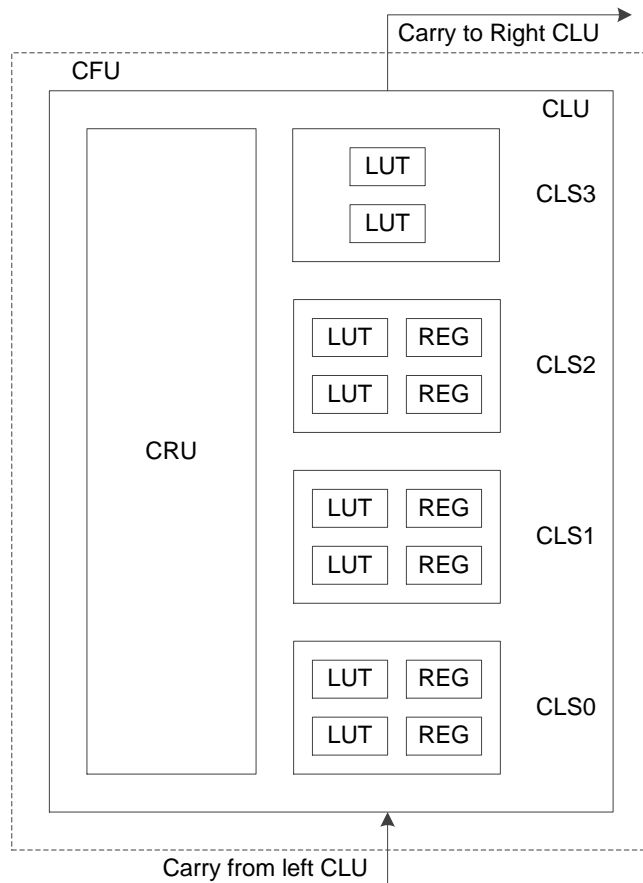 Carry to Right CLU
CFU
CLU
LUT
LUT
CLS3
LUT REG
LUT REG
CLS2
CRU
LUT REG
LUT REG
CLS1
LUT REG
LUT REG
CLS0
Carry from left CLU